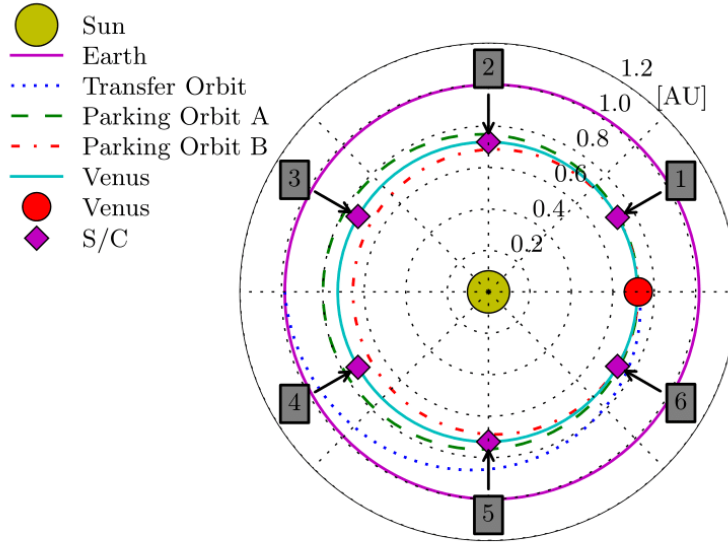 Sun
Earth
Transfer Orbit
Parking Orbit A
Parking Orbit B
Venus
Venus
S/C
2
1.2
[AU]
1.0
0.8
3
1
0.6
0.4
0.2
4
6
5